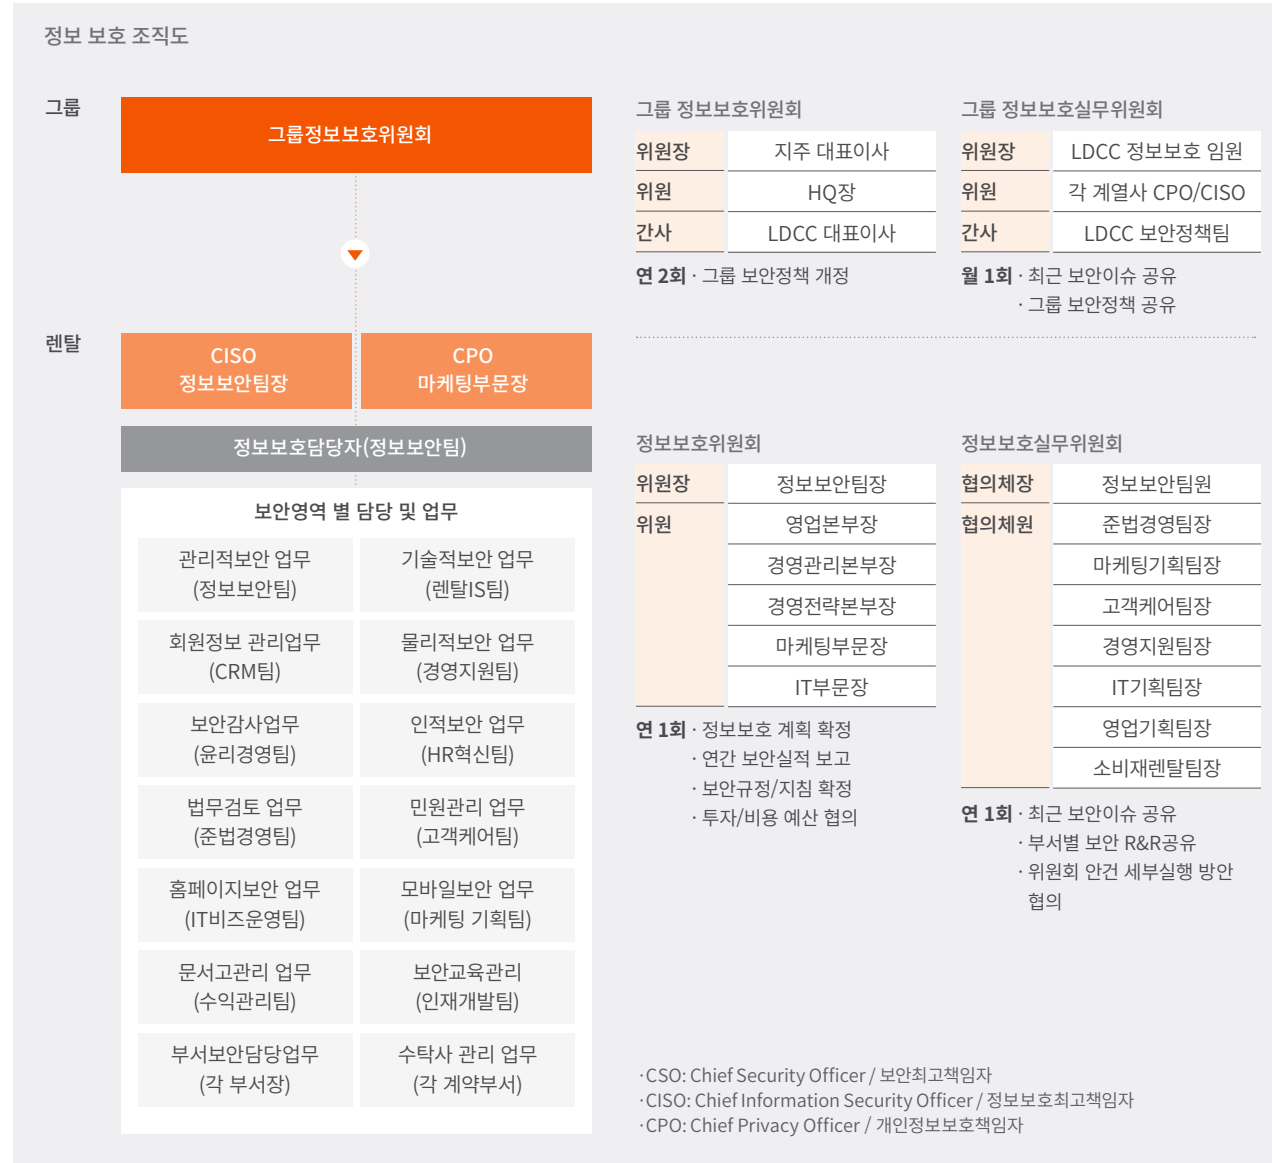 정보 보호 조직도
그룹
그룹정보보호위원회
렌탈
CISO
정보보안팀장
CPO
마케팅부문장
정보보호담당자(정보보안팀)
보안영역 별 담당 및 업무
관리적보안 업무
(정보보안팀)
기술적보안 업무
(렌탈IS팀)
회원정보 관리업무
(CRM팀)
물리적보안 업무
(경영지원팀)
보안감사업무
(윤리경영팀)
인적보안 업무
(HR혁신팀)
법무검토 업무
(준법경영팀)
민원관리 업무
(고객케어팀)
홈페이지보안 업무
(IT비즈운영팀)
모바일보안 업무
(마케팅 기획팀)
문서고관리 업무
(수익관리팀)
보안교육관리
(인재개발팀)
부서보안담당업무
(각 부서장)
수탁사 관리 업무
(각 계약부서)
그룹 정보보호위원회
위원장 지주 대표이사
위원 HQ장
간사 LDCC 대표이사
연 2회 · 그룹 보안정책 개정
그룹 정보보호실무위원회
위원장 LDCC 정보보호 임원
위원 각 계열사 CPO/CISO
간사 LDCC 보안정책팀
월 1회 · 최근 보안이슈 공유
· 그룹 보안정책 공유
정보보호위원회
위원장 정보보안팀장
위원 영업본부장
경영관리본부장
경영전략본부장
마케팅부문장
IT부문장
연 1회 · 정보보호 계획 확정
· 연간 보안실적 보고
· 보안규정/지침 확정
· 투자/비용 예산 협의
정보보호실무위원회
협의체장 정보보안팀원
협의체원 준법경영팀장
마케팅기획팀장
고객케어팀장
경영지원팀장
IT기획팀장
영업기획팀장
소비재렌탈팀장
연 1회 · 최근 보안이슈 공유
· 부서별 보안 R&R공유
· 위원회 안건 세부실행 방안
협의
·CSO: Chief Security Officer / 보안최고책임자
·CISO: Chief Information Security Officer / 정보보호최고책임자
·CPO: Chief Privacy Officer / 개인정보보호책임자